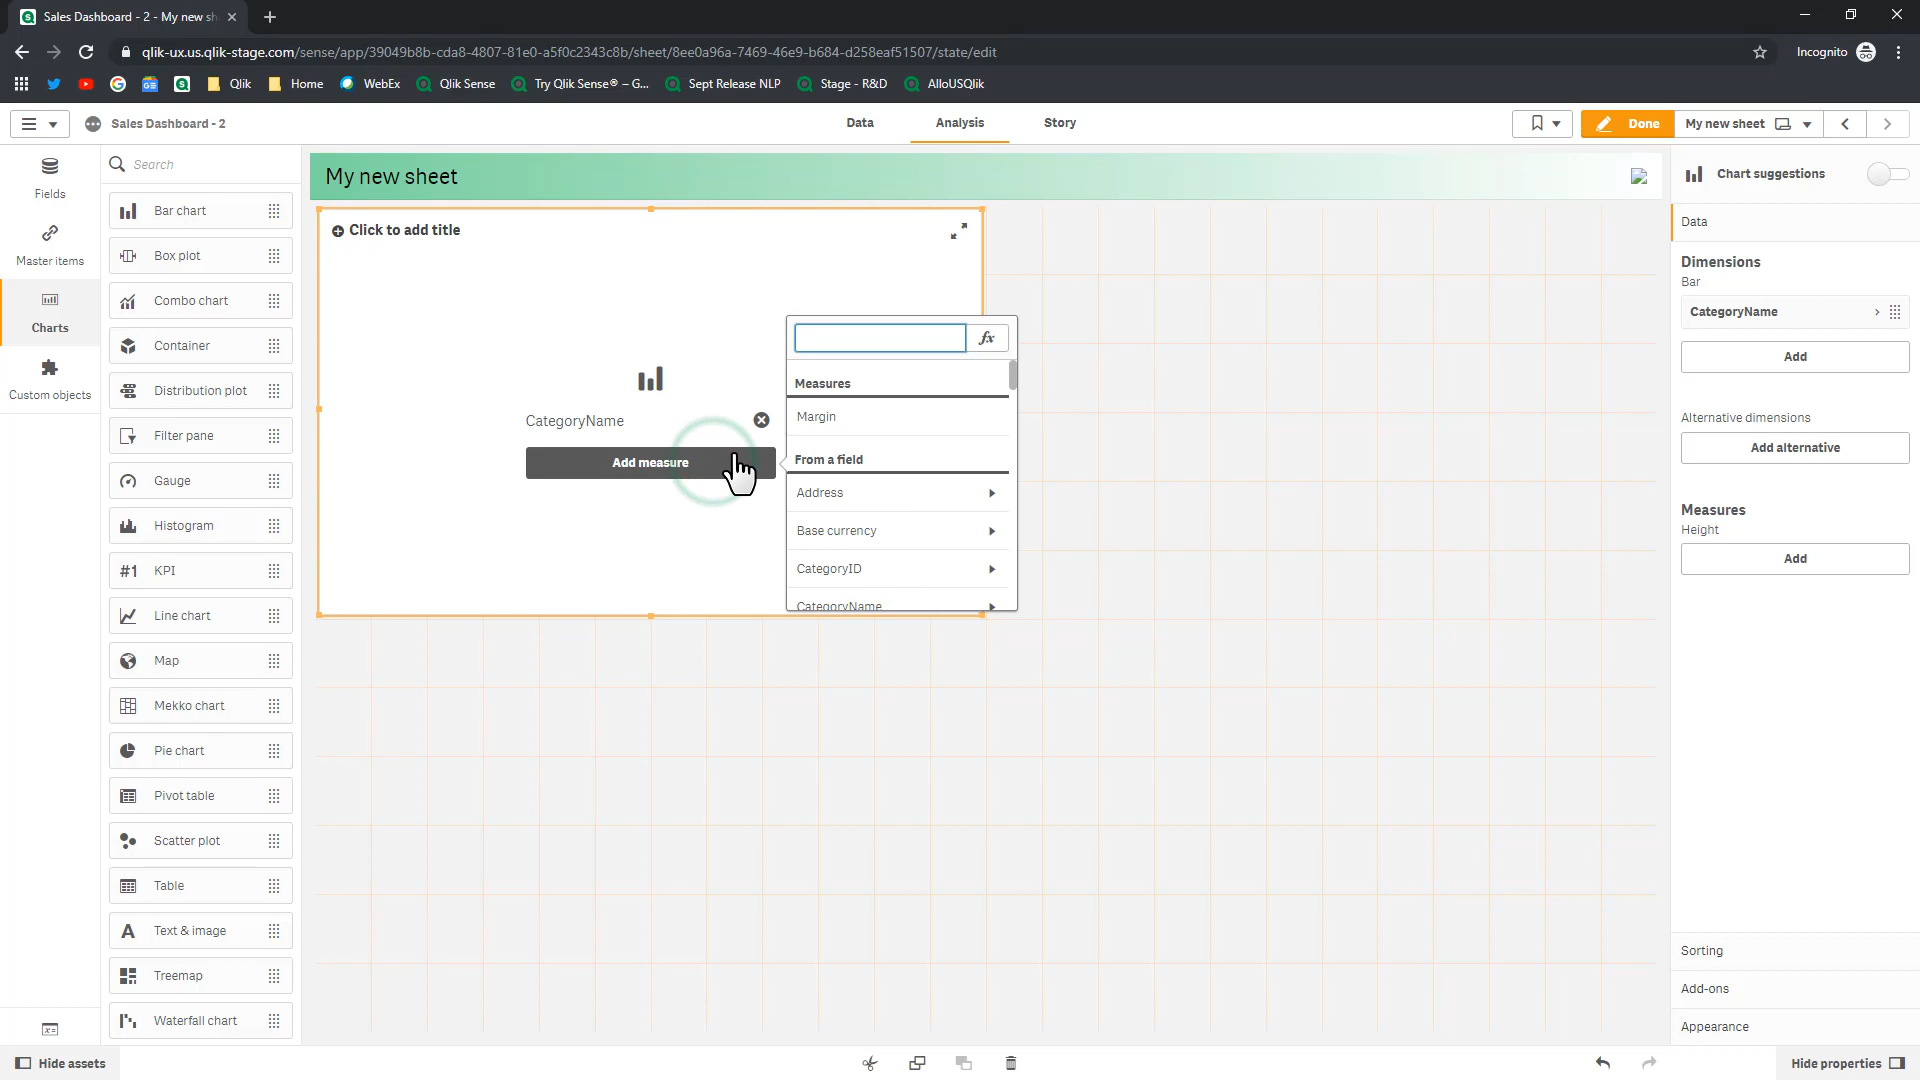 Sales Dashboard - 2 - My new sh
qlik-ux.us.qlik-stage.com/sense/app/39049b8b-cda8-4807-81e0-a5f0c2343c8b/sheet/8ee0a96a-7469-46e9-b684-d258eaf51507/state/edit
Incognito
Qlik
Home
WebEx
Qlik Sense
Try Qlik Sense® – G...
Sept Release NLP
Stage - R&D
AlloUSQlik
Sales Dashboard - 2
Data
Analysis
Story
Done
My new sheet
Fields
Master items
Charts
Custom objects
Search
Bar chart
Box plot
Combo chart
Container
Distribution plot
Filter pane
Gauge
Histogram
#1 KPI
Line chart
Map
Mekko chart
Pie chart
Pivot table
Scatter plot
Table
A Text & image
Treemap
Waterfall chart
My new sheet
Click to add title
CategoryName
Add measure
fx
Measures
Margin
From a field
Address
Base currency
CategoryID
CategoryName
Chart suggestions
Data
Dimensions
Bar
CategoryName
Add
Alternative dimensions
Add alternative
Measures
Height
Add
Sorting
Add-ons
Appearance
Hide assets
Hide properties